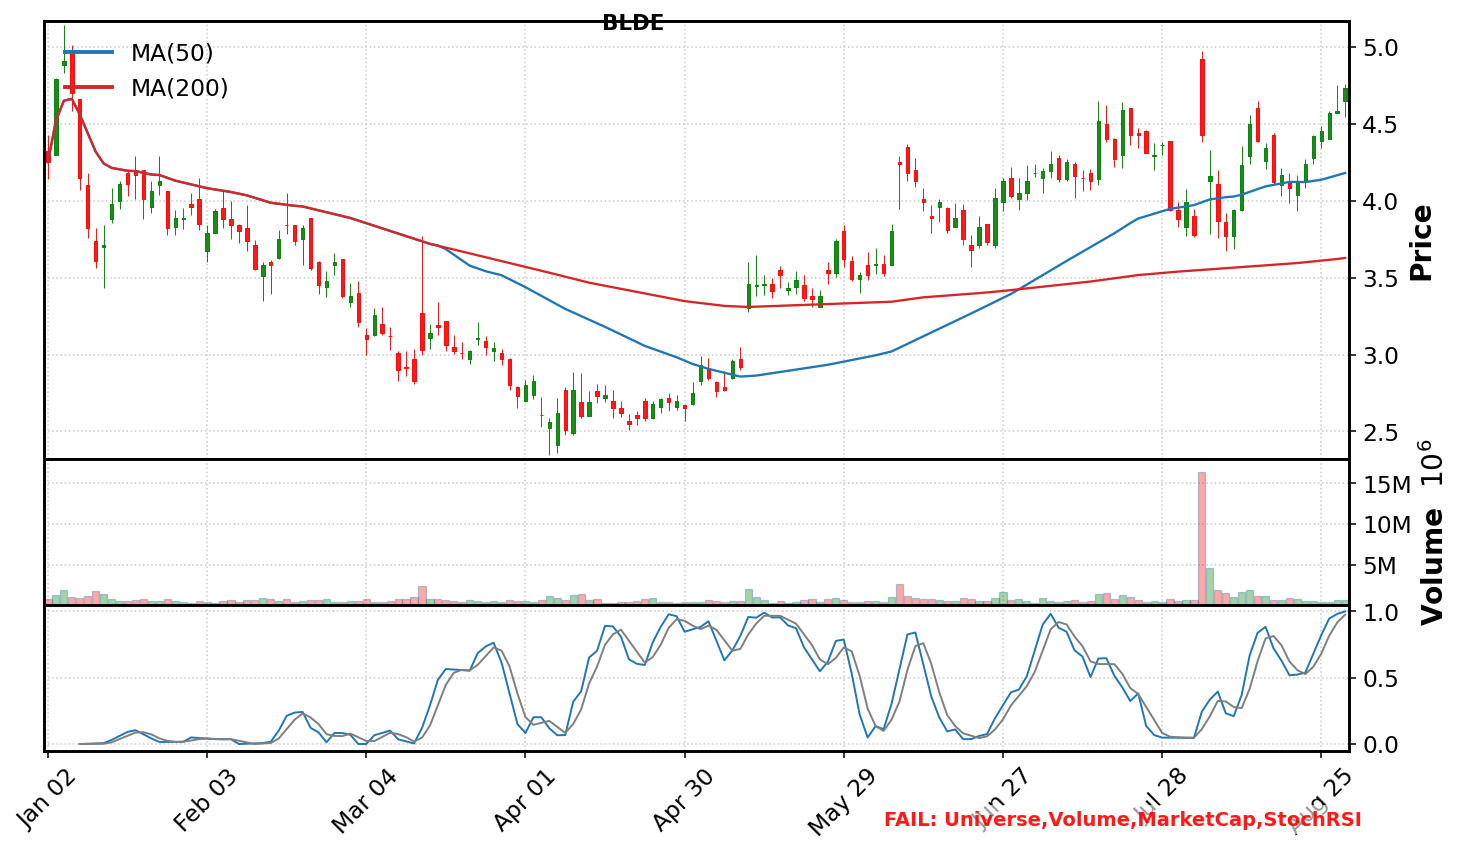 BLDE
MA(50)
MA(200)
5.0
4.5
4.0
3.5
3.0
2.5
Price
15M
10M
5M
Volume 10⁶
1.0
0.5
0.0
Jan 02
Feb 03
Mar 04
Apr 01
Apr 30
May 29
Jun 27
Jul 28
Aug 25
FAIL: Universe,Volume,MarketCap,StochRSI